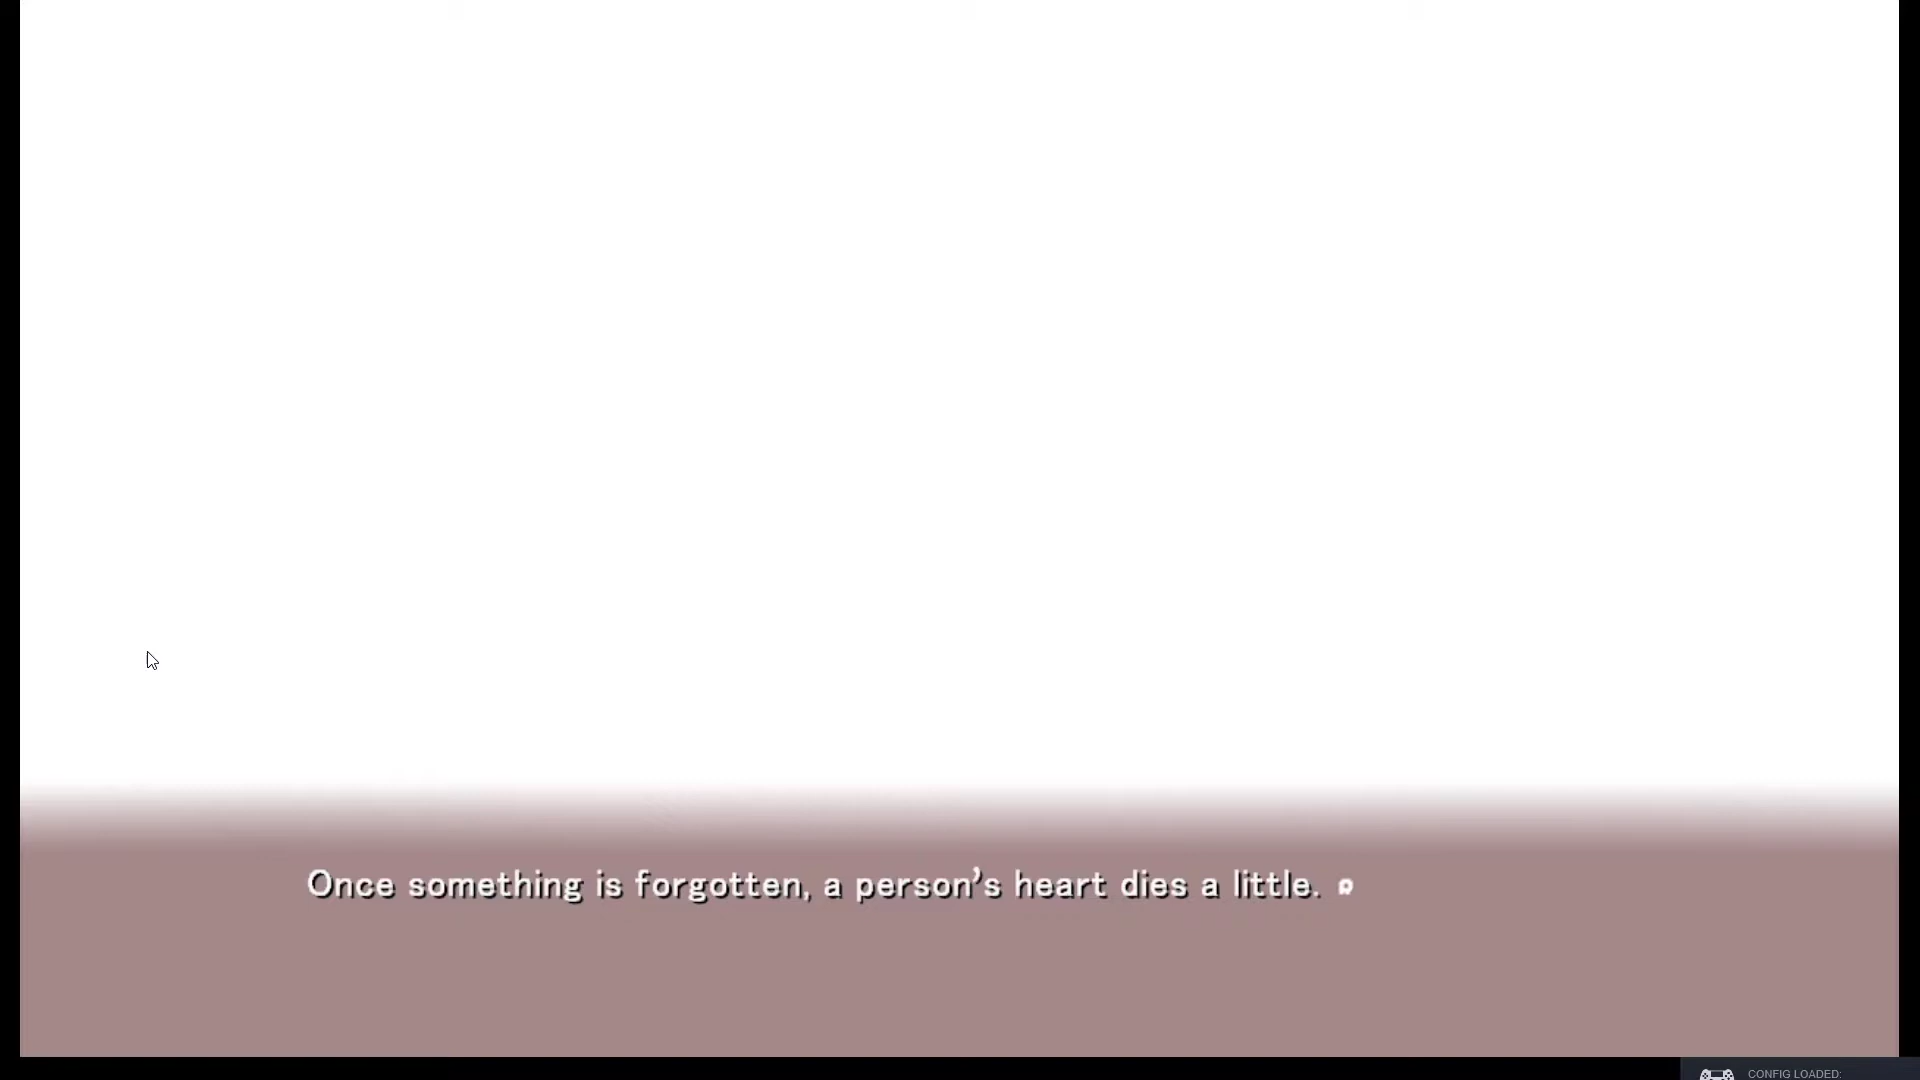 Once something is forgotten, a person's heart dies a little.
CONFIG LOADED: